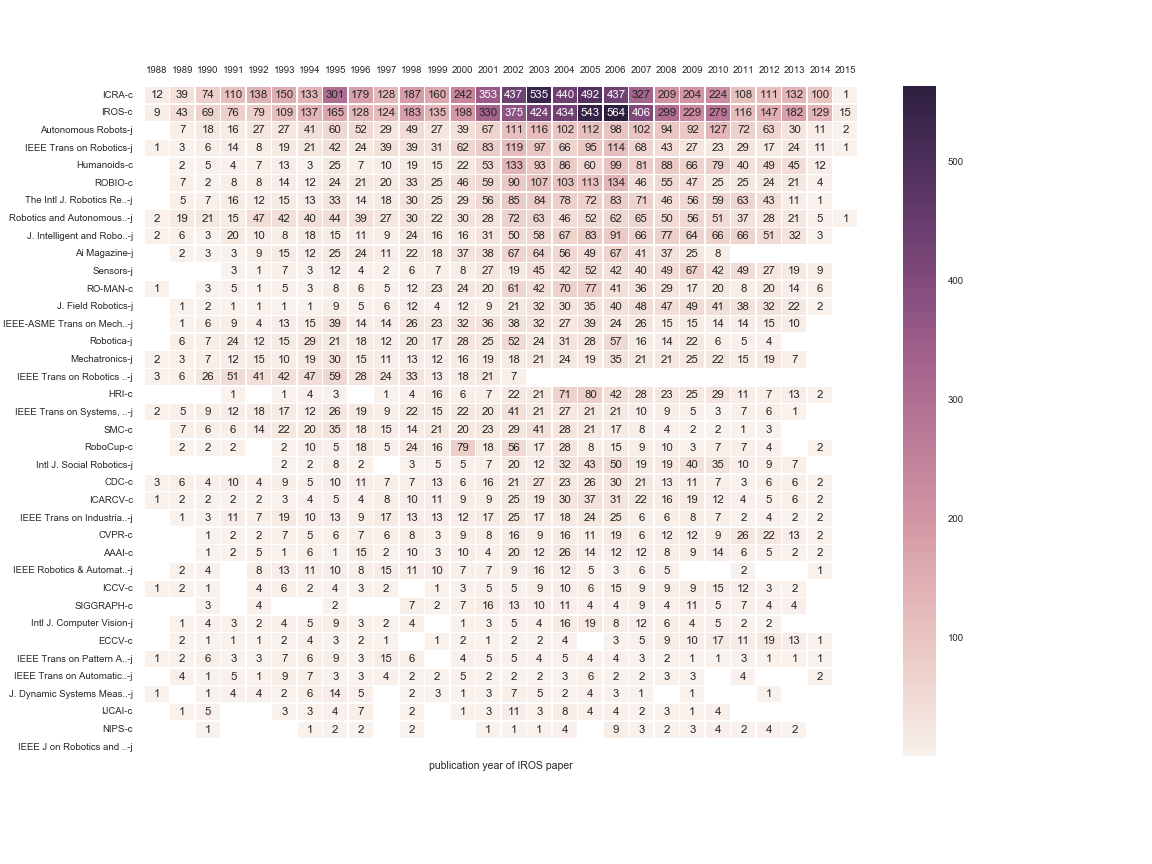 1988 1989 1990 1991 1992 1993 1994 1995 1996 1997 1998 1999 2000 2001 2002 2003 2004 2005 2006 2007 2008 2009 2010 2011 2012 2013 2014 2015
ICRA-c 12 39 74 110 138 150 133 301 179 128 187 160 242 353 437 535 440 492 437 327 209 204 224 108 111 132 100 1
IROS-c 9 43 69 76 79 109 137 165 128 124 183 135 198 330 375 424 434 543 564 406 299 229 279 116 147 182 129 15
500
Autonomous Robots-j 7 18 16 27 27 41 60 52 29 49 27 39 67 111 116 102 112 98 102 94 92 127 72 63 30 11 2
IEEE Trans on Robotics-j 1 3 6 14 8 19 21 42 24 39 39 31 62 83 119 97 66 95 114 68 43 27 23 29 17 24 11 1
Humanoids-c 2 5 4 7 13 3 25 7 10 19 15 22 53 133 93 86 60 99 81 88 66 79 40 49 45 12
ROBIO-c 7 2 8 8 14 12 24 21 20 33 25 46 59 90 107 103 113 134 46 55 47 25 25 24 21 4
The Intl J. Robotics Re..-j 5 7 16 12 15 13 33 14 18 30 25 29 56 85 84 78 72 83 71 46 56 59 63 43 11 1
Robotics and Autonomous..-j 2 19 21 15 47 42 40 44 39 27 30 22 30 28 72 63 46 52 62 65 50 56 51 37 28 21 5 1
J. Intelligent and Robo..-j 2 6 3 20 10 8 18 15 11 9 24 16 16 31 50 58 67 83 91 66 77 64 66 66 51 32 3
Ai Magazine-j 2 3 3 9 15 12 25 24 11 22 18 37 38 67 64 56 49 67 41 37 25 8
Sensors-j 3 1 7 3 12 4 2 6 7 8 27 19 45 42 52 42 40 49 67 42 49 27 19 9
400
RO-MAN-c 1 3 5 1 5 3 8 6 5 12 23 24 20 61 42 70 77 41 36 29 17 20 8 20 14 6
J. Field Robotics-j 1 2 1 1 1 1 9 5 6 12 4 12 9 21 32 30 35 40 48 47 49 41 38 32 22 2
IEEE-ASME Trans on Mech..-j 1 6 9 4 13 15 39 14 14 26 23 32 36 38 32 27 39 24 26 15 15 14 14 15 10
Robotica-j 6 7 24 12 15 29 21 18 12 20 17 28 25 52 24 31 28 57 16 14 22 6 5 4
Mechatronics-j 2 3 7 12 15 10 19 30 15 11 13 12 16 19 18 21 24 19 35 21 21 25 22 15 19 7
IEEE Trans on Robotics ..-j 3 6 26 51 41 42 47 59 28 24 33 13 18 21 7
HRI-c 1 1 4 3 1 4 16 6 7 22 21 71 80 42 28 23 25 29 11 7 13 2
300
IEEE Trans on Systems, ..-j 2 5 9 12 18 17 12 26 19 9 22 15 22 20 41 21 27 21 21 10 9 5 3 7 6 1
SMC-c 7 6 6 14 22 20 35 18 15 14 21 20 23 29 41 28 21 17 8 4 2 2 1 3
RoboCup-c 2 2 2 2 10 5 18 5 24 16 79 18 56 17 28 8 15 9 10 3 7 7 4 2
Intl J. Social Robotics-j 2 2 8 2 3 5 5 7 20 12 32 43 50 19 19 40 35 10 9 7
CDC-c 3 6 4 10 4 9 5 10 11 7 7 13 6 16 21 27 23 26 30 21 13 11 7 3 6 6 2
ICARCV-c 1 2 2 2 2 3 4 5 4 8 10 11 9 9 25 19 30 37 31 22 16 19 12 4 5 6 2
IEEE Trans on Industria..-j 1 3 11 7 19 10 13 9 17 13 13 12 17 25 17 18 24 25 6 6 8 7 2 4 2 2
200
CVPR-c 1 2 2 7 5 6 7 6 8 3 9 8 16 9 16 11 19 6 12 12 9 26 22 13 2
AAAI-c 1 2 5 1 6 1 15 2 10 3 10 4 20 12 26 14 12 12 8 9 14 6 5 2 2
IEEE Robotics & Automat..-j 2 4 8 13 11 10 8 15 11 10 7 7 9 16 12 5 3 6 5 2 1
ICCV-c 1 2 1 4 6 2 4 3 2 1 3 5 5 9 10 6 15 9 9 9 15 12 3 2
SIGGRAPH-c 3 4 2 7 2 7 16 13 10 11 4 4 9 4 11 5 7 4 4
Intl J. Computer Vision-j 1 4 3 2 4 5 9 3 2 4 1 3 5 4 16 19 8 12 6 4 5 2 2
100
ECCV-c 2 1 1 1 2 4 3 2 1 1 2 1 2 2 4 3 5 9 10 17 11 19 13 1
IEEE Trans on Pattern A..-j 1 2 6 3 3 7 6 9 3 15 6 4 5 5 4 5 4 4 3 2 1 1 3 1 1 1
IEEE Trans on Automatic..-j 4 1 5 1 9 7 3 3 4 2 2 5 2 2 2 3 6 2 2 3 3 4 2
J. Dynamic Systems Meas..-j 1 1 4 4 2 6 14 5 2 3 1 3 7 5 2 4 3 1 1 1
IJCAI-c 1 5 3 3 4 7 2 1 3 11 3 8 4 4 2 3 1 4
NIPS-c 1 1 2 2 2 1 1 1 4 9 3 2 3 4 2 4 2
IEEE J on Robotics and ..-j
publication year of IROS paper